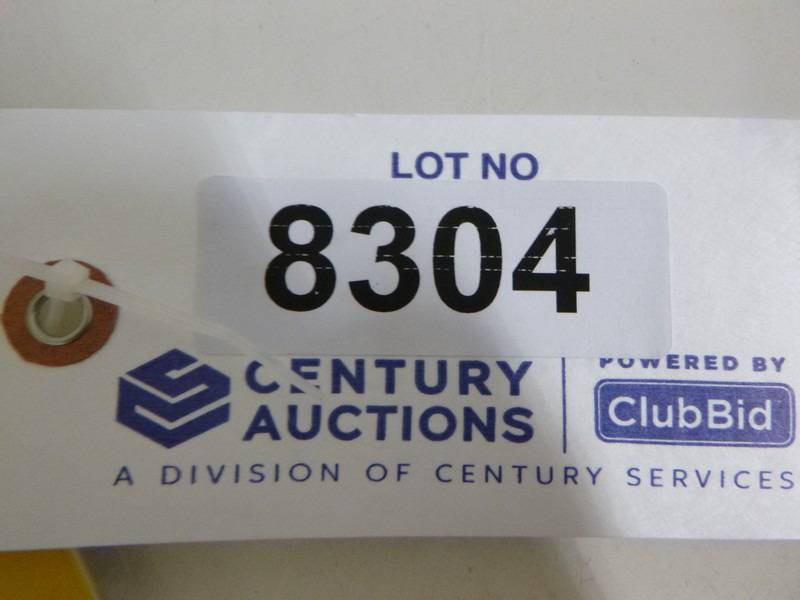 LOT NO
8304
CENTURY
AUCTIONS
POWERED BY
ClubBid
A DIVISION OF CENTURY SERVICES